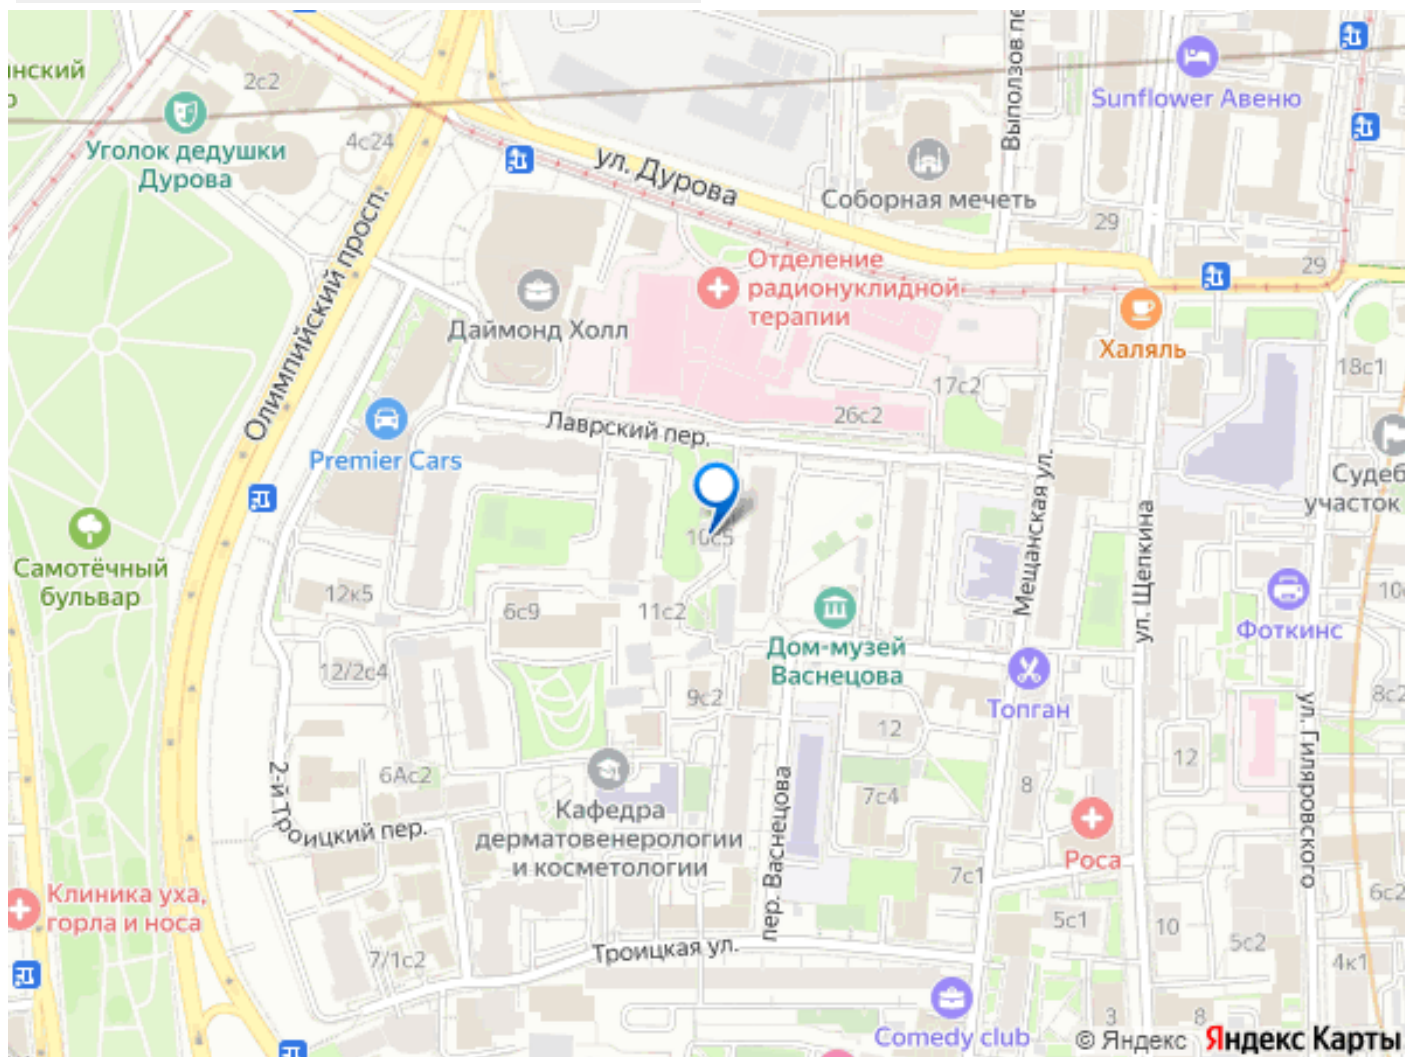 нский
р
2с2
Уголок дедушки
Дурова
4с24
Олимпийский просп.
ул. Дурова
Выползов пе
Sunflower Авеню
Соборная мечеть
29
29
Отделение
радионуклидной
терапии
Даймонд Холл
Халяль
18с1
17с2
26с2
Лаврский пер.
Premier Cars
Судеб
участок
10с5
Мещанская ул.
ул. Щепкина
Самотёчный
бульвар
12к5
6с9
11с2
10
Фоткинс
Дом-музей
Васнецова
12/2с4
9с2
Топган
12
8с2
ул. Гиляровского
12
2-й Троицкий пер.
6Ас2
8
7с4
пер. Васнецова
Кафедра
дерматовенерологии
и косметологии
Роса
7с1
6с2
Клиника уха,
горла и носа
5с1
10
5с2
Троицкая ул.
7/1с2
4к1
3
8
Comedy club
© Яндекс Яндекс Карты